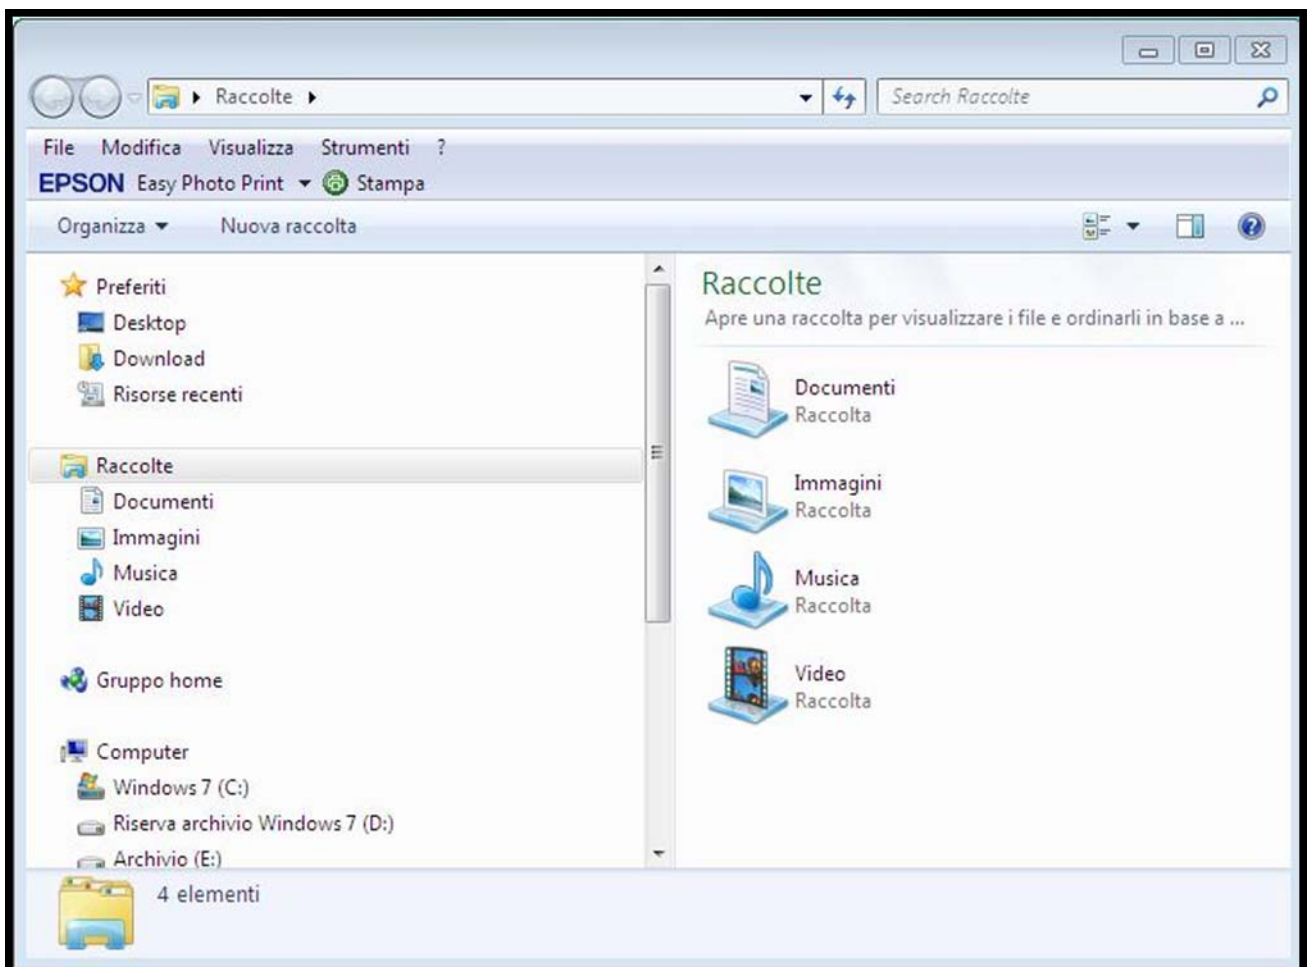 Raccolte
Search Raccolte
File Modifica Visualizza Strumenti ?
EPSON Easy Photo Print Stampa
Organizza Nuova raccolta
Preferiti
Desktop
Download
Risorse recenti
Raccolte
Documenti
Immagini
Musica
Video
Gruppo home
Computer
Windows 7 (C:)
Riserva archivio Windows 7 (D:)
Archivio (E:)
Raccolte
Apre una raccolta per visualizzare i file e ordinarli in base a ...
Documenti
Raccolta
Immagini
Raccolta
Musica
Raccolta
Video
Raccolta
4 elementi